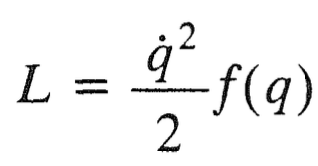 L = \frac{\dot{q}^2}{2} f(q)